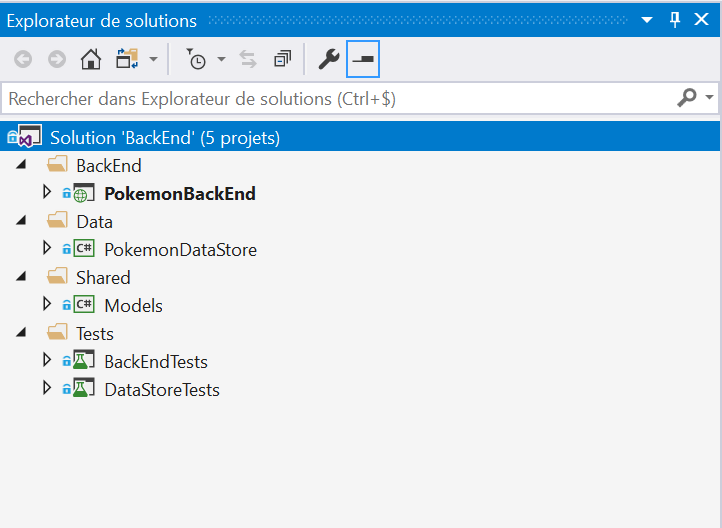 Explorateur de solutions
Rechercher dans Explorateur de solutions (Ctrl+$)
Solution 'BackEnd' (5 projets)
BackEnd
PokemonBackEnd
Data
C# PokemonDataStore
Shared
C# Models
Tests
BackEndTests
DataStoreTests